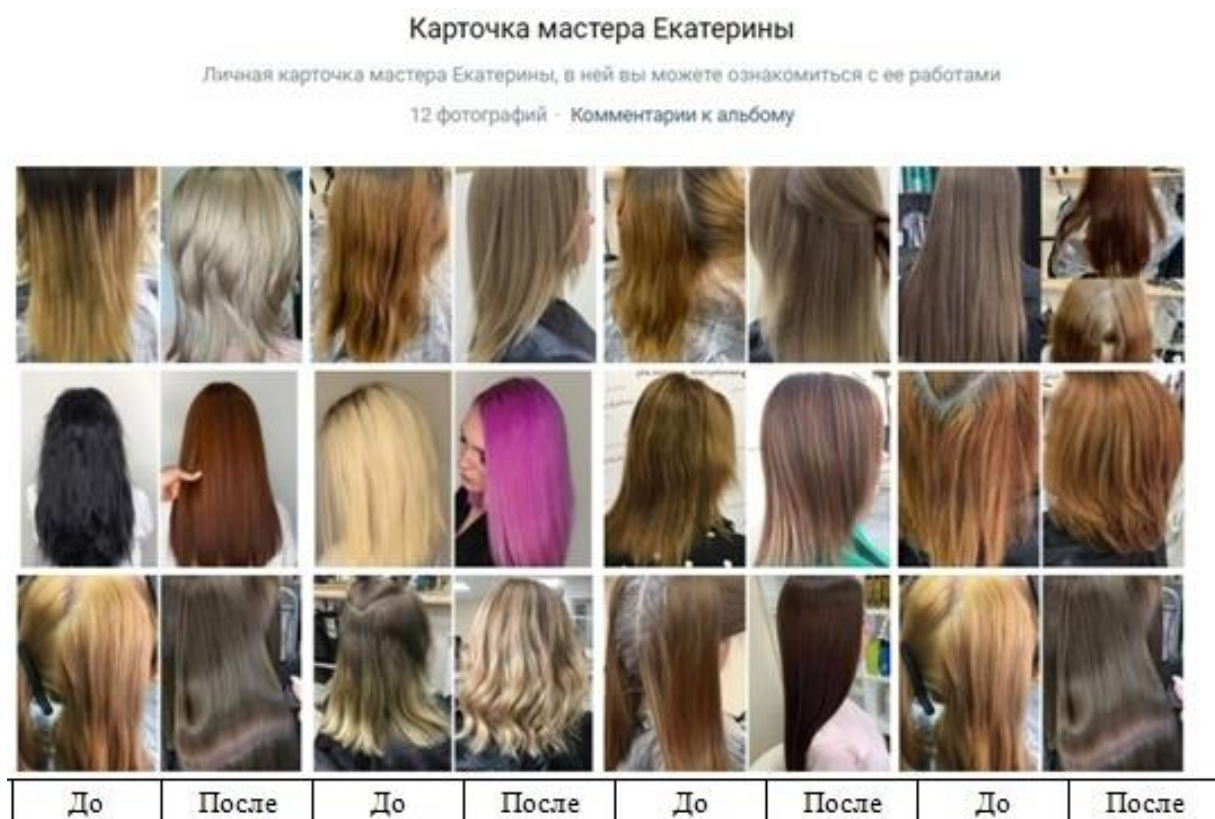 Карточка мастера Екатерины
Личная карточка мастера Екатерины, в ней вы можете ознакомиться с ее работами
12 фотографий · Комментарии к альбому
До После До После До После До После